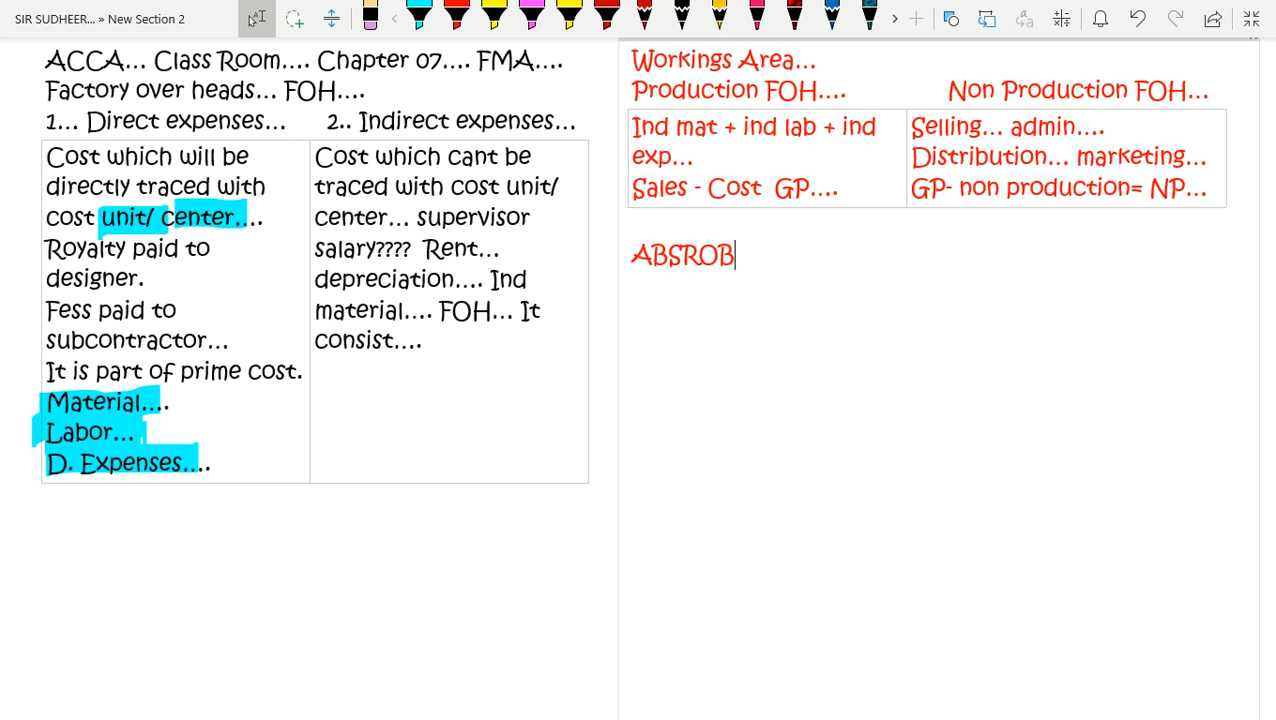 SIR SUDHEER... » New Section 2
ACCA... Class Room.... Chapter 07.... FMA....
Factory over heads... FOH....
1... Direct expenses... 2.. Indirect expenses...
Cost which will be
directly traced with
cost unit/ center....
Royalty paid to
designer.
Fess paid to
subcontractor...
It is part of prime cost.
Material....
Labor...
D. Expenses....
Cost which cant be
traced with cost unit/
center... supervisor
salary???? Rent...
depreciation.... Ind
material.... FOH... It
consist....
Workings Area...
Production FOH.... Non Production FOH...
Ind mat + ind lab + ind
exp...
Sales - Cost GP....
Selling... admin....
Distribution... marketing...
GP- non production= NP...
ABSROB